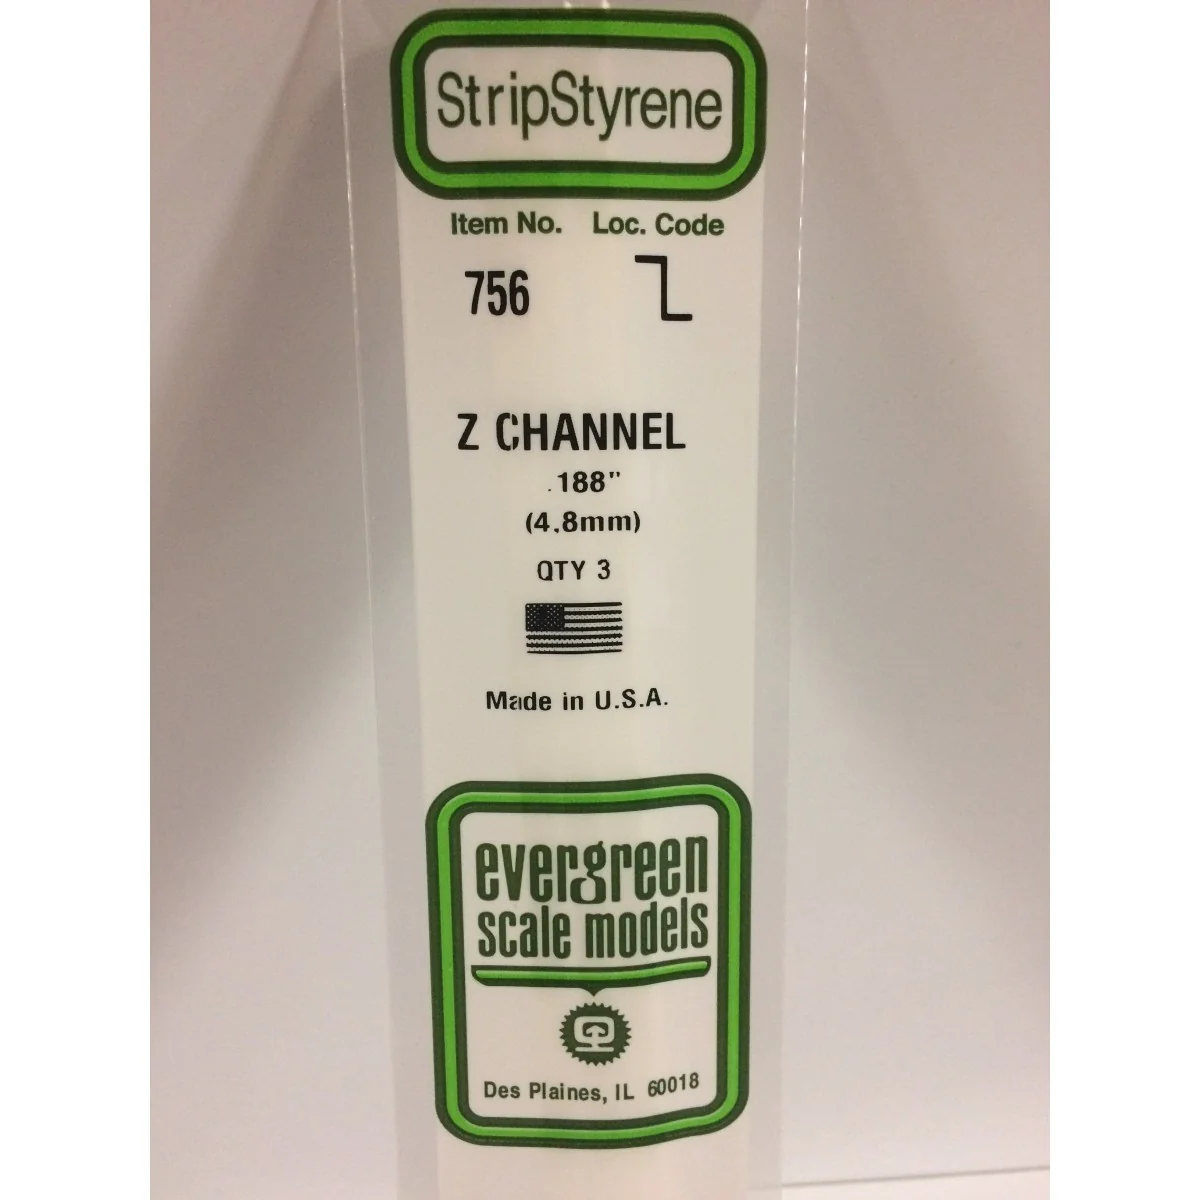 StripStyrene
Item No. Loc. Code
756
Z CHANNEL
.188"
(4.8mm)
QTY 3
Made in U.S.A.
evergreen
scale models
Des Plaines, IL 60018